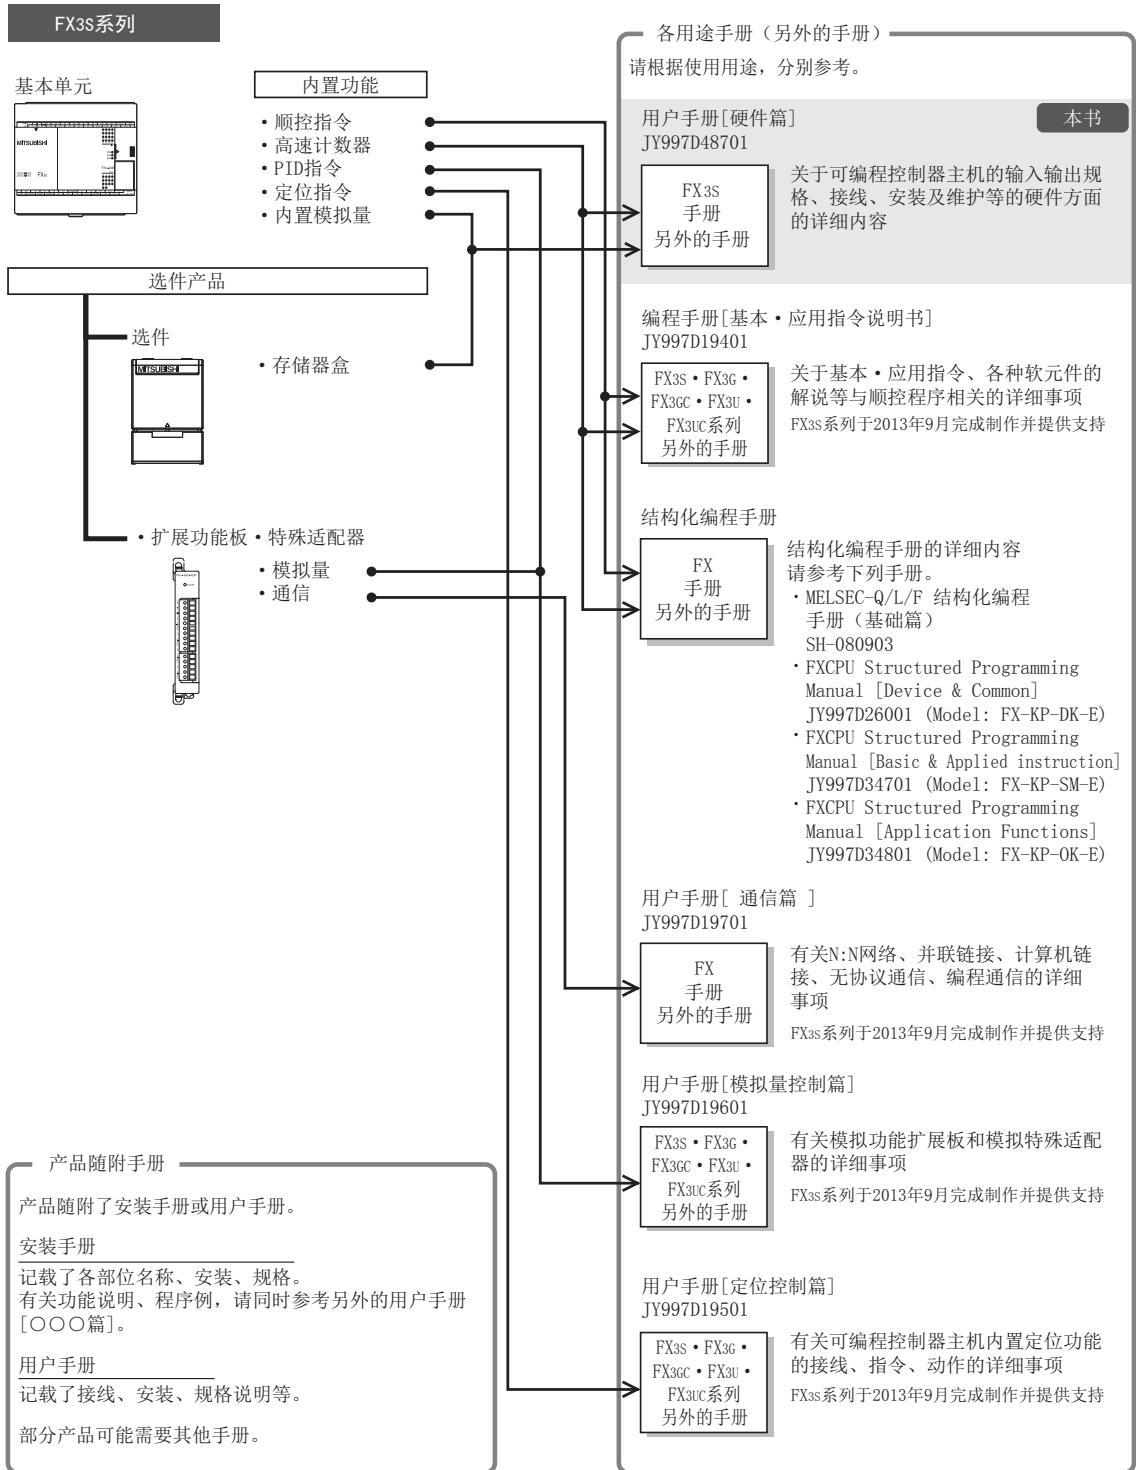 FX3S系列
基本单元
MITSUBISHI
内置功能
・顺控指令
・高速计数器
・PID指令
・定位指令
・内置模拟量
选件产品
选件
MITSUBISHI
・存储器盒
・扩展功能板・特殊适配器
・模拟量
・通信
产品随附手册
产品随附了安装手册或用户手册。
安装手册
记载了各部位名称、安装、规格。
有关功能说明、程序例，请同时参考另外的用户手册
[○○○篇]。
用户手册
记载了接线、安装、规格说明等。
部分产品可能需要其他手册。
各用途手册（另外的手册）
请根据使用用途，分别参考。
用户手册[硬件篇]
JY997D48701
本书
FX3S
手册
另外的手册
关于可编程控制器主机的输入输出规
格、接线、安装及维护等的硬件方面
的详细内容
编程手册[基本・应用指令说明书]
JY997D19401
FX3S・FX3G・
FX3GC・FX3U・
FX3UC系列
另外的手册
关于基本・应用指令、各种软元件的
解说等与顺控程序相关的详细事项
FX3S系列于2013年9月完成制作并提供支持
结构化编程手册
FX
手册
另外的手册
结构化编程手册的详细内容
请参考下列手册。
・MELSEC-Q/L/F 结构化编程
手册（基础篇）
SH-080903
・FXCPU Structured Programming
Manual [Device & Common]
JY997D26001 (Model: FX-KP-DK-E)
・FXCPU Structured Programming
Manual [Basic & Applied instruction]
JY997D34701 (Model: FX-KP-SM-E)
・FXCPU Structured Programming
Manual [Application Functions]
JY997D34801 (Model: FX-KP-OK-E)
用户手册[ 通信篇 ]
JY997D19701
FX
手册
另外的手册
有关N:N网络、并联链接、计算机链
接、无协议通信、编程通信的详细
事项
FX3S系列于2013年9月完成制作并提供支持
用户手册[模拟量控制篇]
JY997D19601
FX3S・FX3G・
FX3GC・FX3U・
FX3UC系列
另外的手册
有关模拟功能扩展板和模拟特殊适配
器的详细事项
FX3S系列于2013年9月完成制作并提供支持
用户手册[定位控制篇]
JY997D19501
FX3S・FX3G・
FX3GC・FX3U・
FX3UC系列
另外的手册
有关可编程控制器主机内置定位功能
的接线、指令、动作的详细事项
FX3S系列于2013年9月完成制作并提供支持